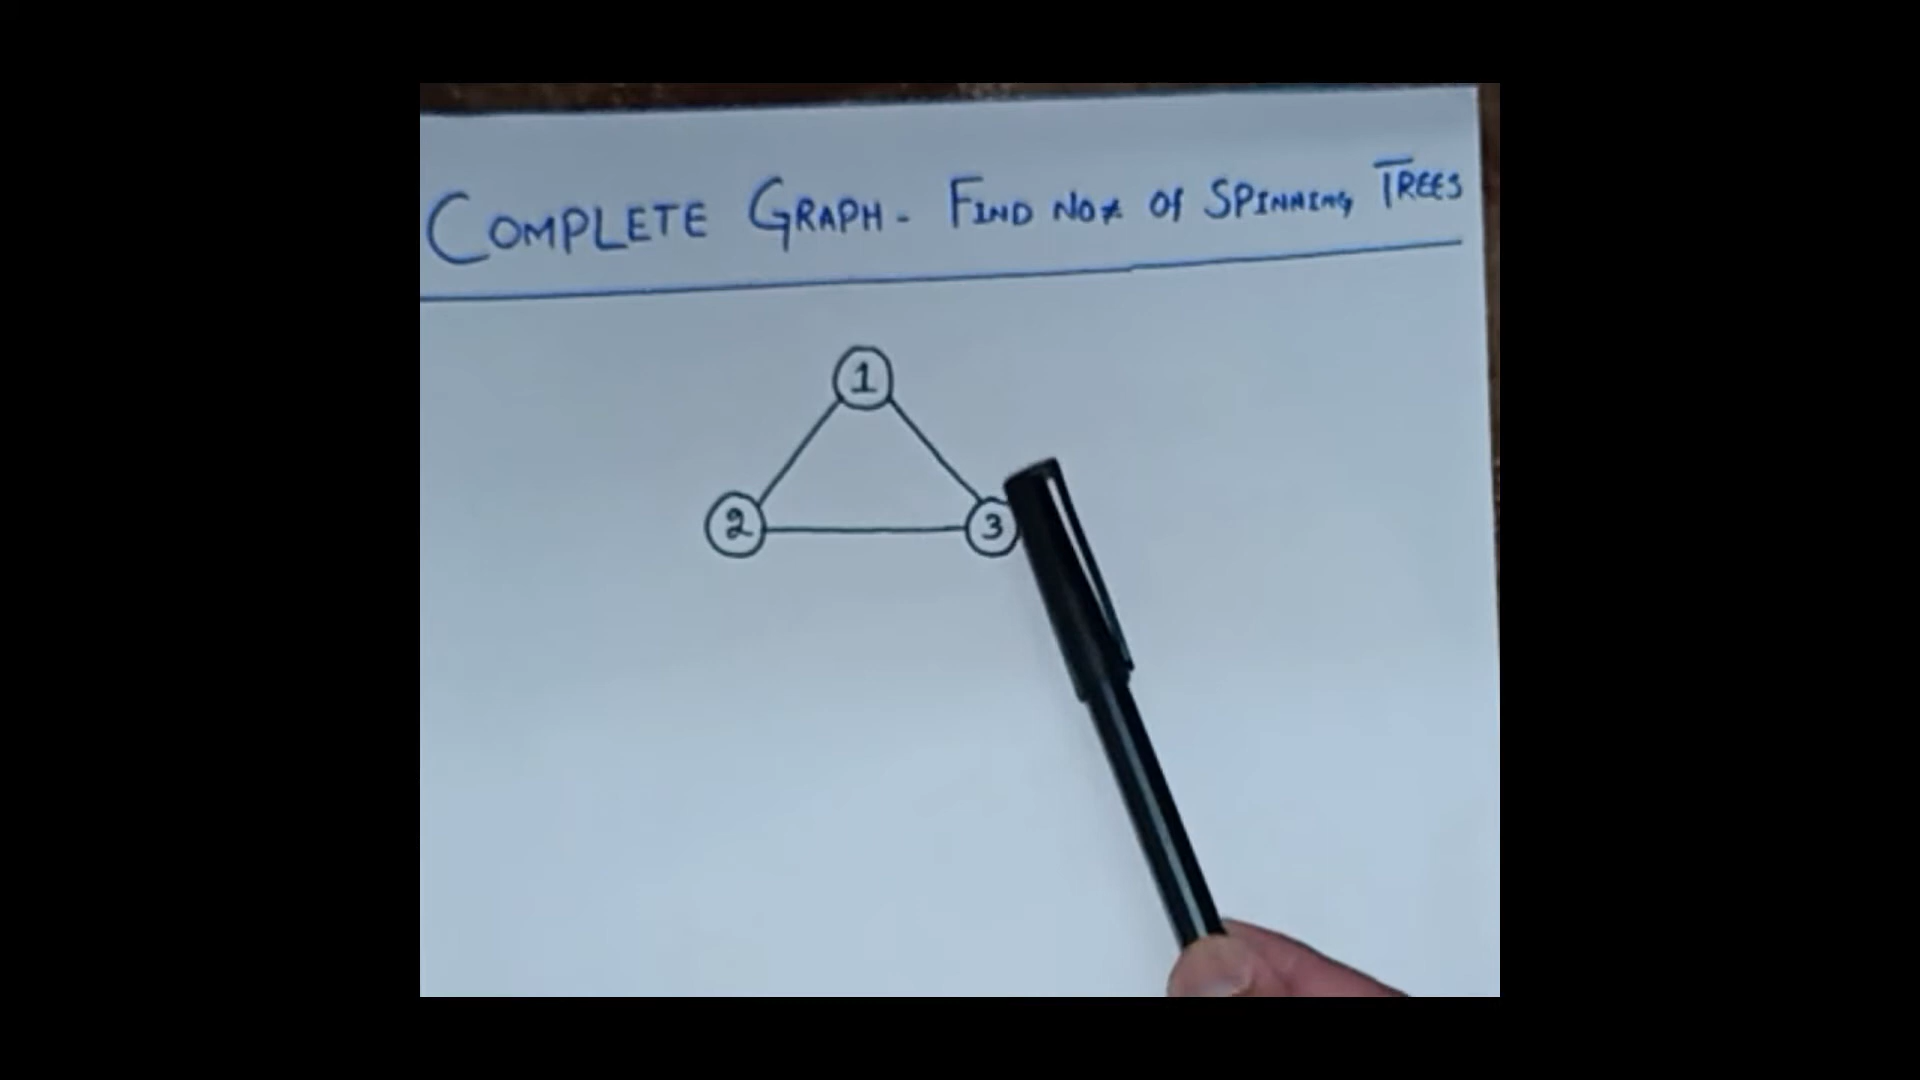 COMPLETE GRAPH - FIND NO* OF SPINNING TREES
1
2 3